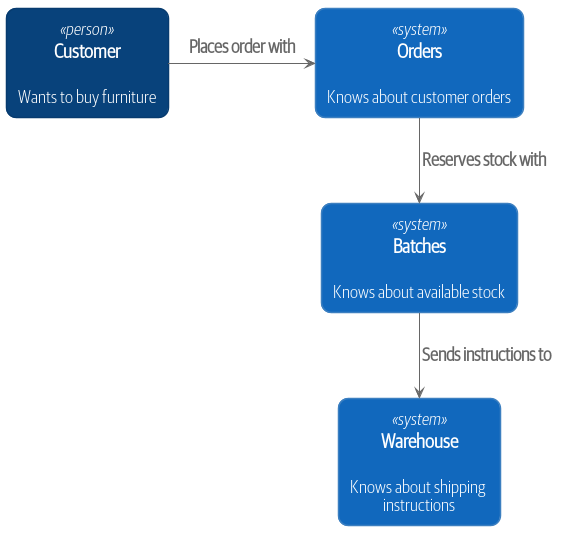 «person»
Customer
Wants to buy furniture
Places order with
«system»
Orders
Knows about customer orders
Reserves stock with
«system»
Batches
Knows about available stock
Sends instructions to
«system»
Warehouse
Knows about shipping
instructions